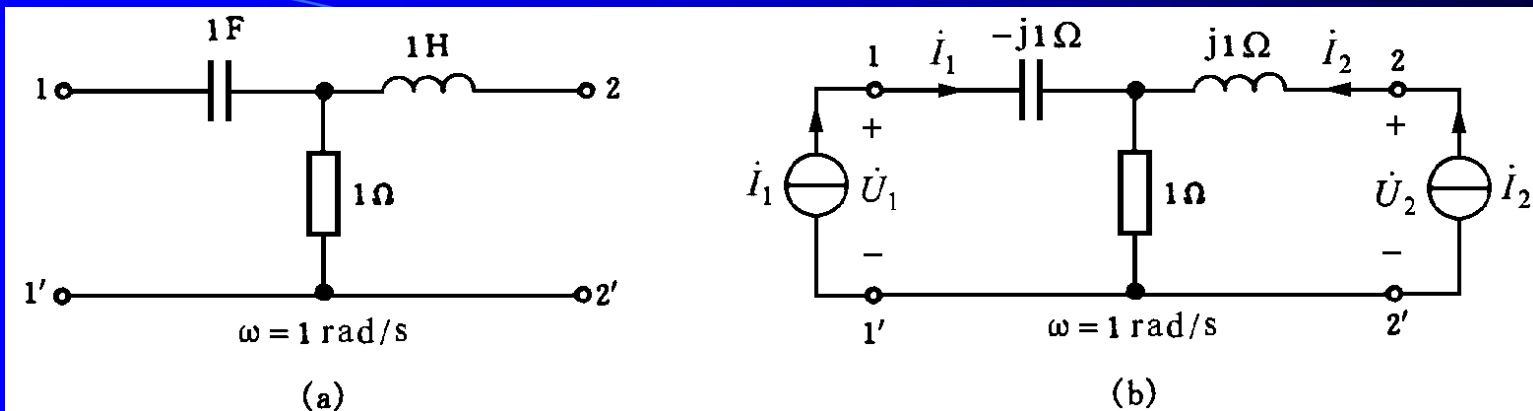 1F
1H
1
2
1Ω
1′
2′
ω = 1 rad/s
(a)
−j1Ω
j1Ω
1
İ₁
İ₂
2
+
+
İ₁
U̇₁
1Ω
U̇₂
İ₂
−
−
1′
ω = 1 rad/s
2′
(b)